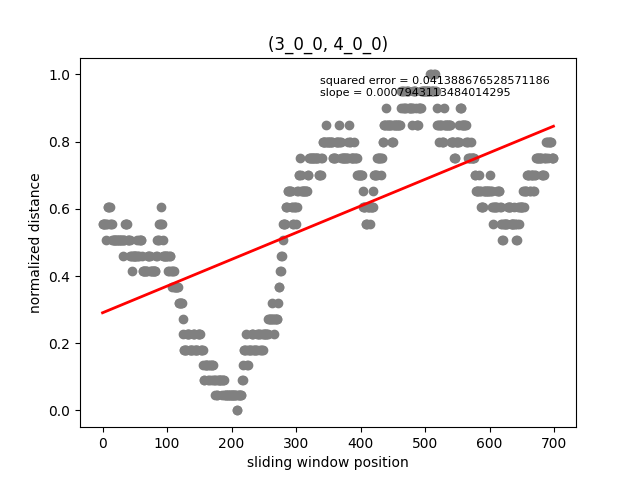 (3_0_0, 4_0_0)
squared error = 0.041388676528571186
slope = 0.0007943113484014295
normalized distance
1.0
0.8
0.6
0.4
0.2
0.0
0 100 200 300 400 500 600 700
sliding window position